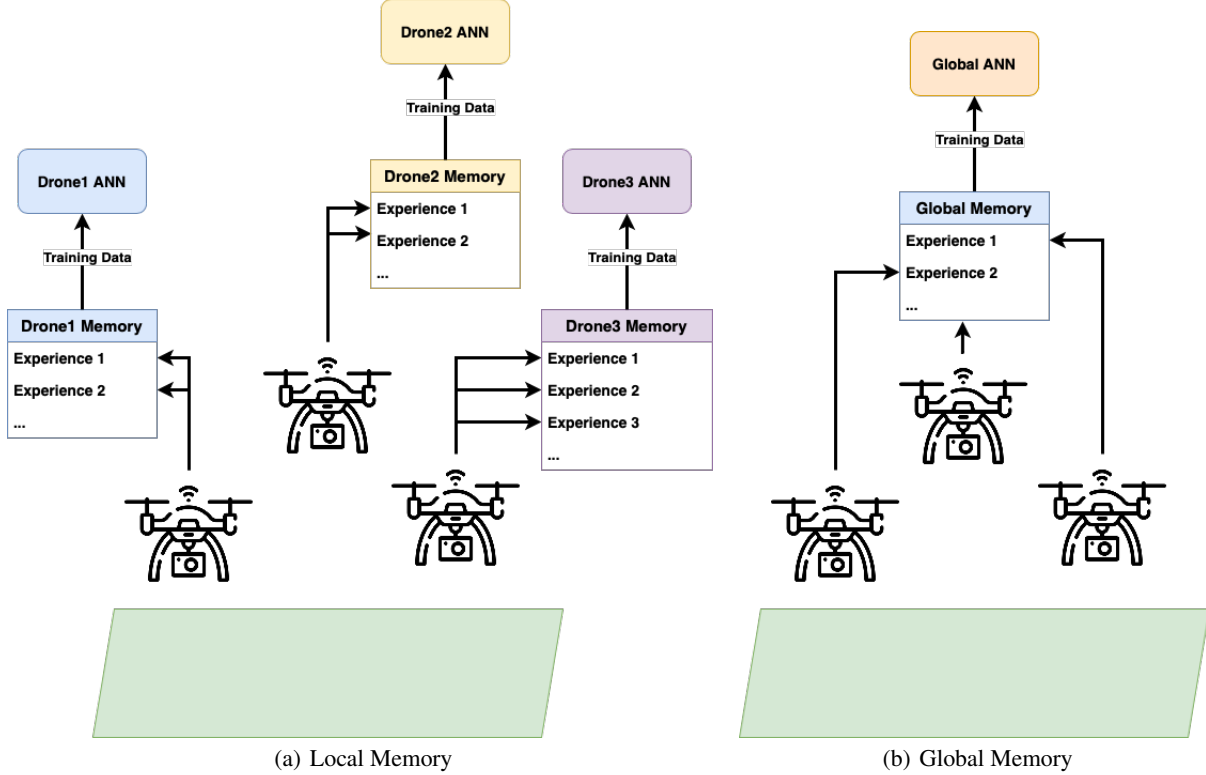 Drone1 ANN
Training Data
Drone1 Memory
Experience 1
Experience 2
...
Drone2 ANN
Training Data
Drone2 Memory
Experience 1
Experience 2
...
Drone3 ANN
Training Data
Drone3 Memory
Experience 1
Experience 2
Experience 3
...
(a) Local Memory
Global ANN
Training Data
Global Memory
Experience 1
Experience 2
...
(b) Global Memory